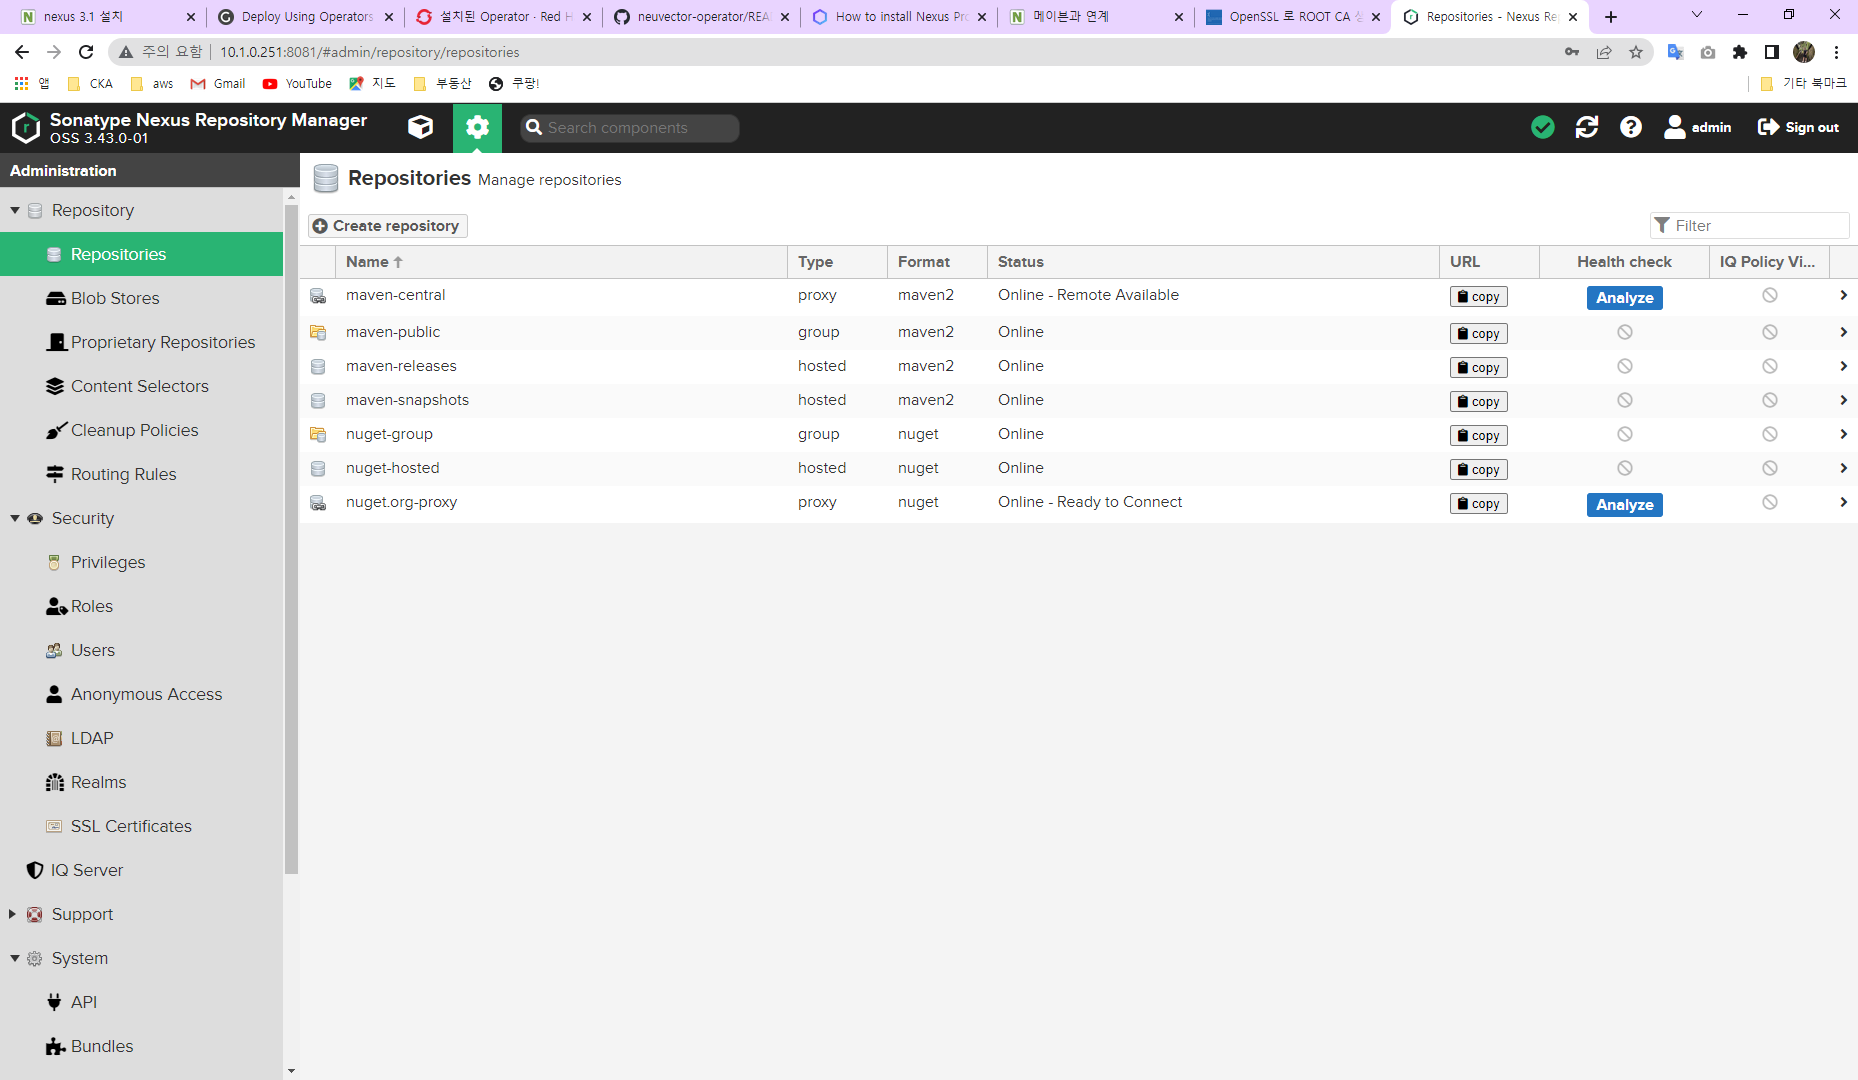 nexus 3.1 설치
Deploy Using Operators
설치된 Operator · Red H
neuvector-operator/REA
How to install Nexus Pro
메이븐과 연계
OpenSSL 로 ROOT CA
Repositories - Nexus Rep
주의 요함 10.1.0.251:8081/#admin/repository/repositories
앱 CKA aws Gmail YouTube 지도 부동산 쿠팡! 기타 북마크
Sonatype Nexus Repository Manager
OSS 3.43.0-01
Search components
admin Sign out
Administration
Repository
Repositories
Blob Stores
Proprietary Repositories
Content Selectors
Cleanup Policies
Routing Rules
Security
Privileges
Roles
Users
Anonymous Access
LDAP
Realms
SSL Certificates
IQ Server
Support
System
API
Bundles
Repositories Manage repositories
Create repository
Filter
Name Type Format Status URL Health check IQ Policy Vi...
maven-central proxy maven2 Online - Remote Available copy Analyze
maven-public group maven2 Online copy
maven-releases hosted maven2 Online copy
maven-snapshots hosted maven2 Online copy
nuget-group group nuget Online copy
nuget-hosted hosted nuget Online copy
nuget.org-proxy proxy nuget Online - Ready to Connect copy Analyze